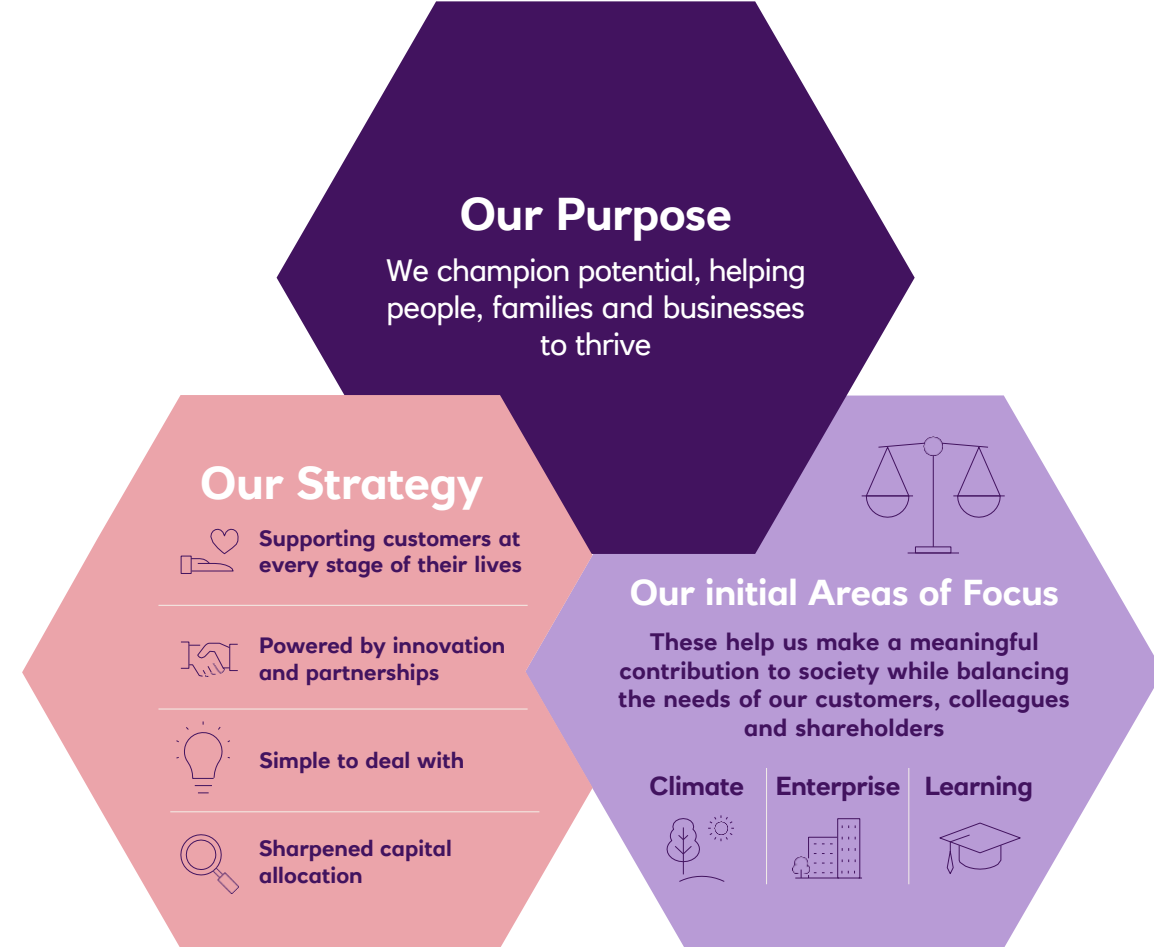 Our Purpose
We champion potential, helping
people, families and businesses
to thrive
Our Strategy
Supporting customers at
every stage of their lives
Powered by innovation
and partnerships
Simple to deal with
Sharpened capital
allocation
Our initial Areas of Focus
These help us make a meaningful
contribution to society while balancing
the needs of our customers, colleagues
and shareholders
Climate
Enterprise
Learning